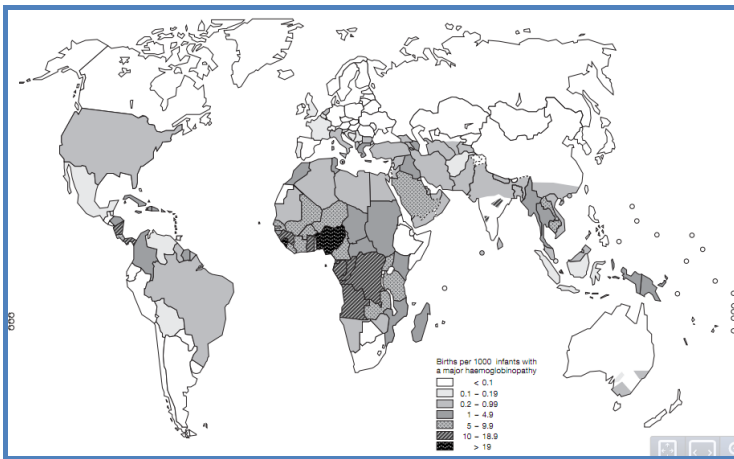 Births per 1000 infants with
a major haemoglobinopathy
< 0.1
0.1 – 0.19
0.2 – 0.99
1 – 4.9
5 – 9.9
10 – 18.9
> 19